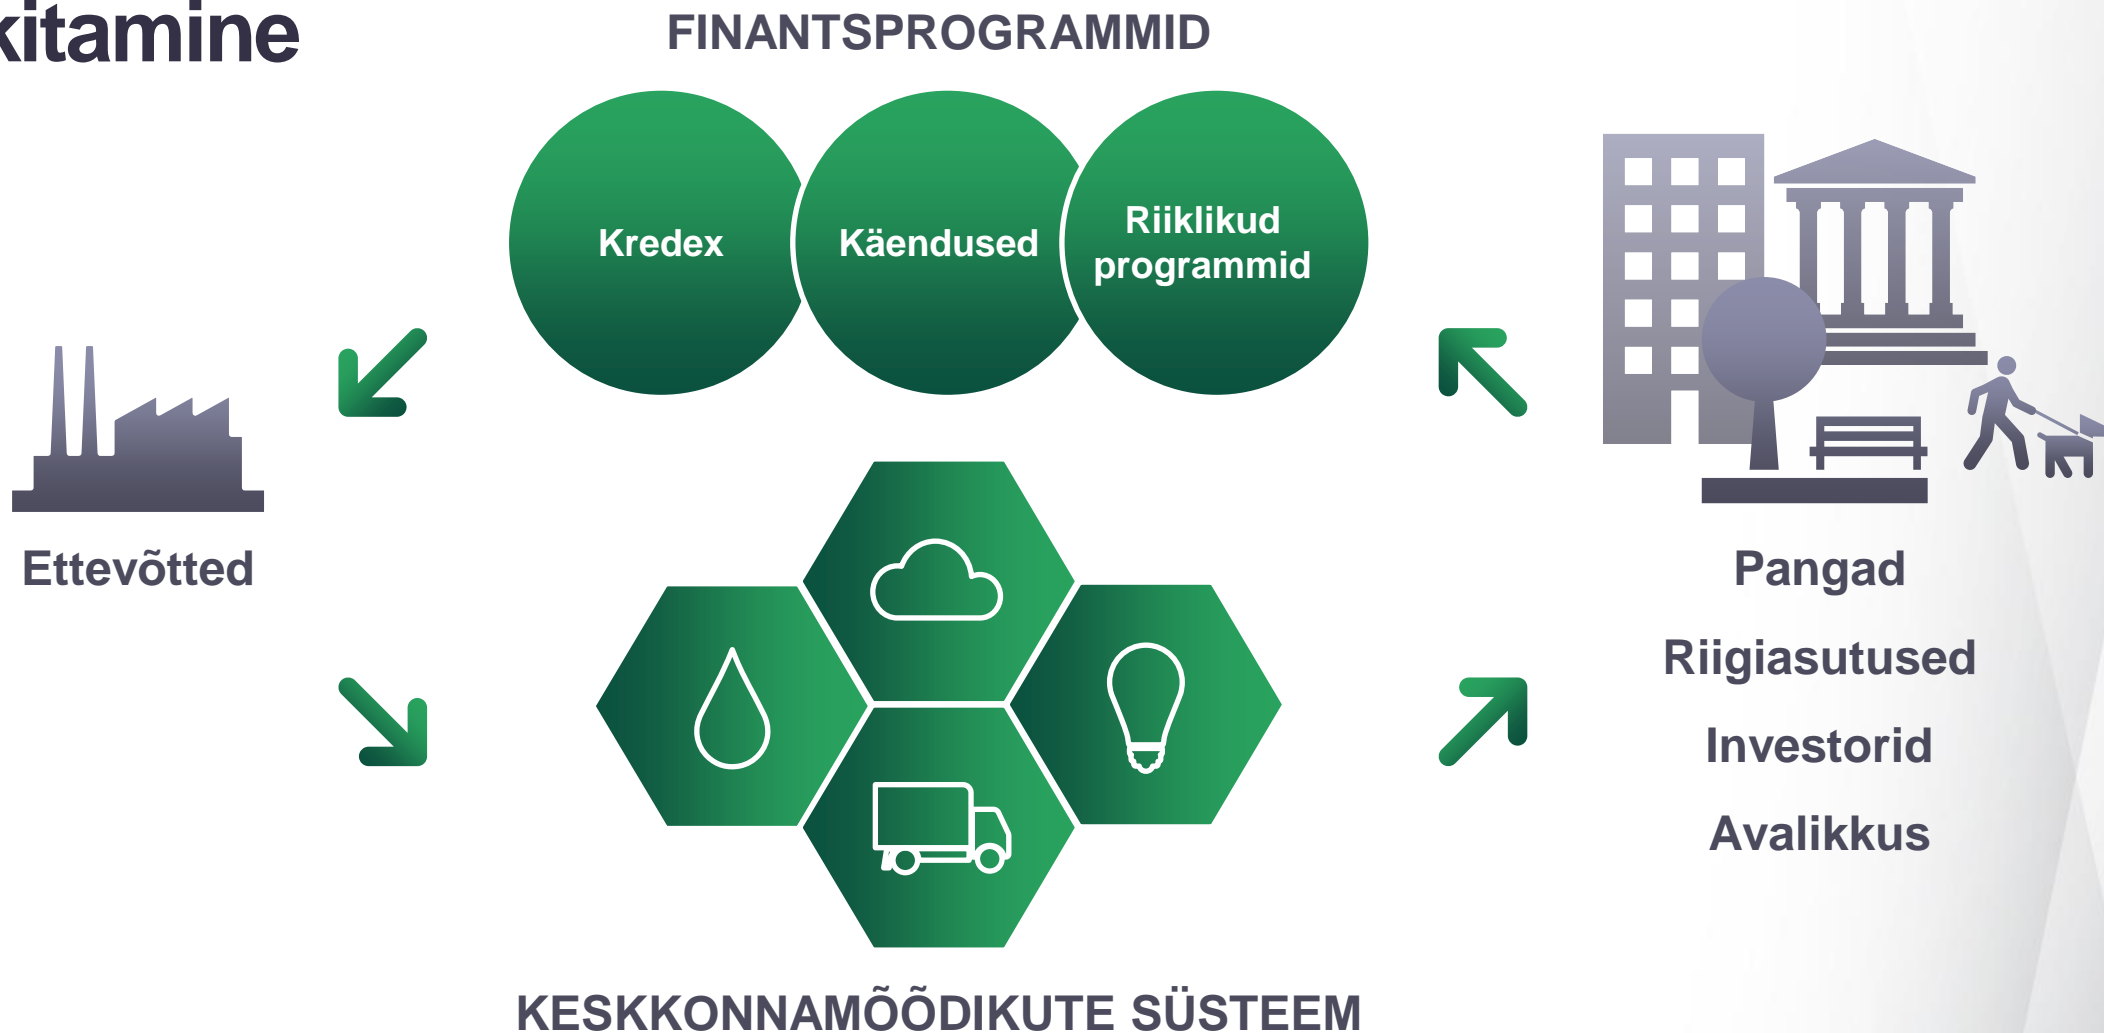 kitamine
FINANTSPROGRAMMID
Kredex
Käendused
Riiklikud
programmid
Ettevõtted
Pangad
Riigiasutused
Investorid
Avalikkus
KESKKONNAMÕÕDIKUTE SÜSTEEM